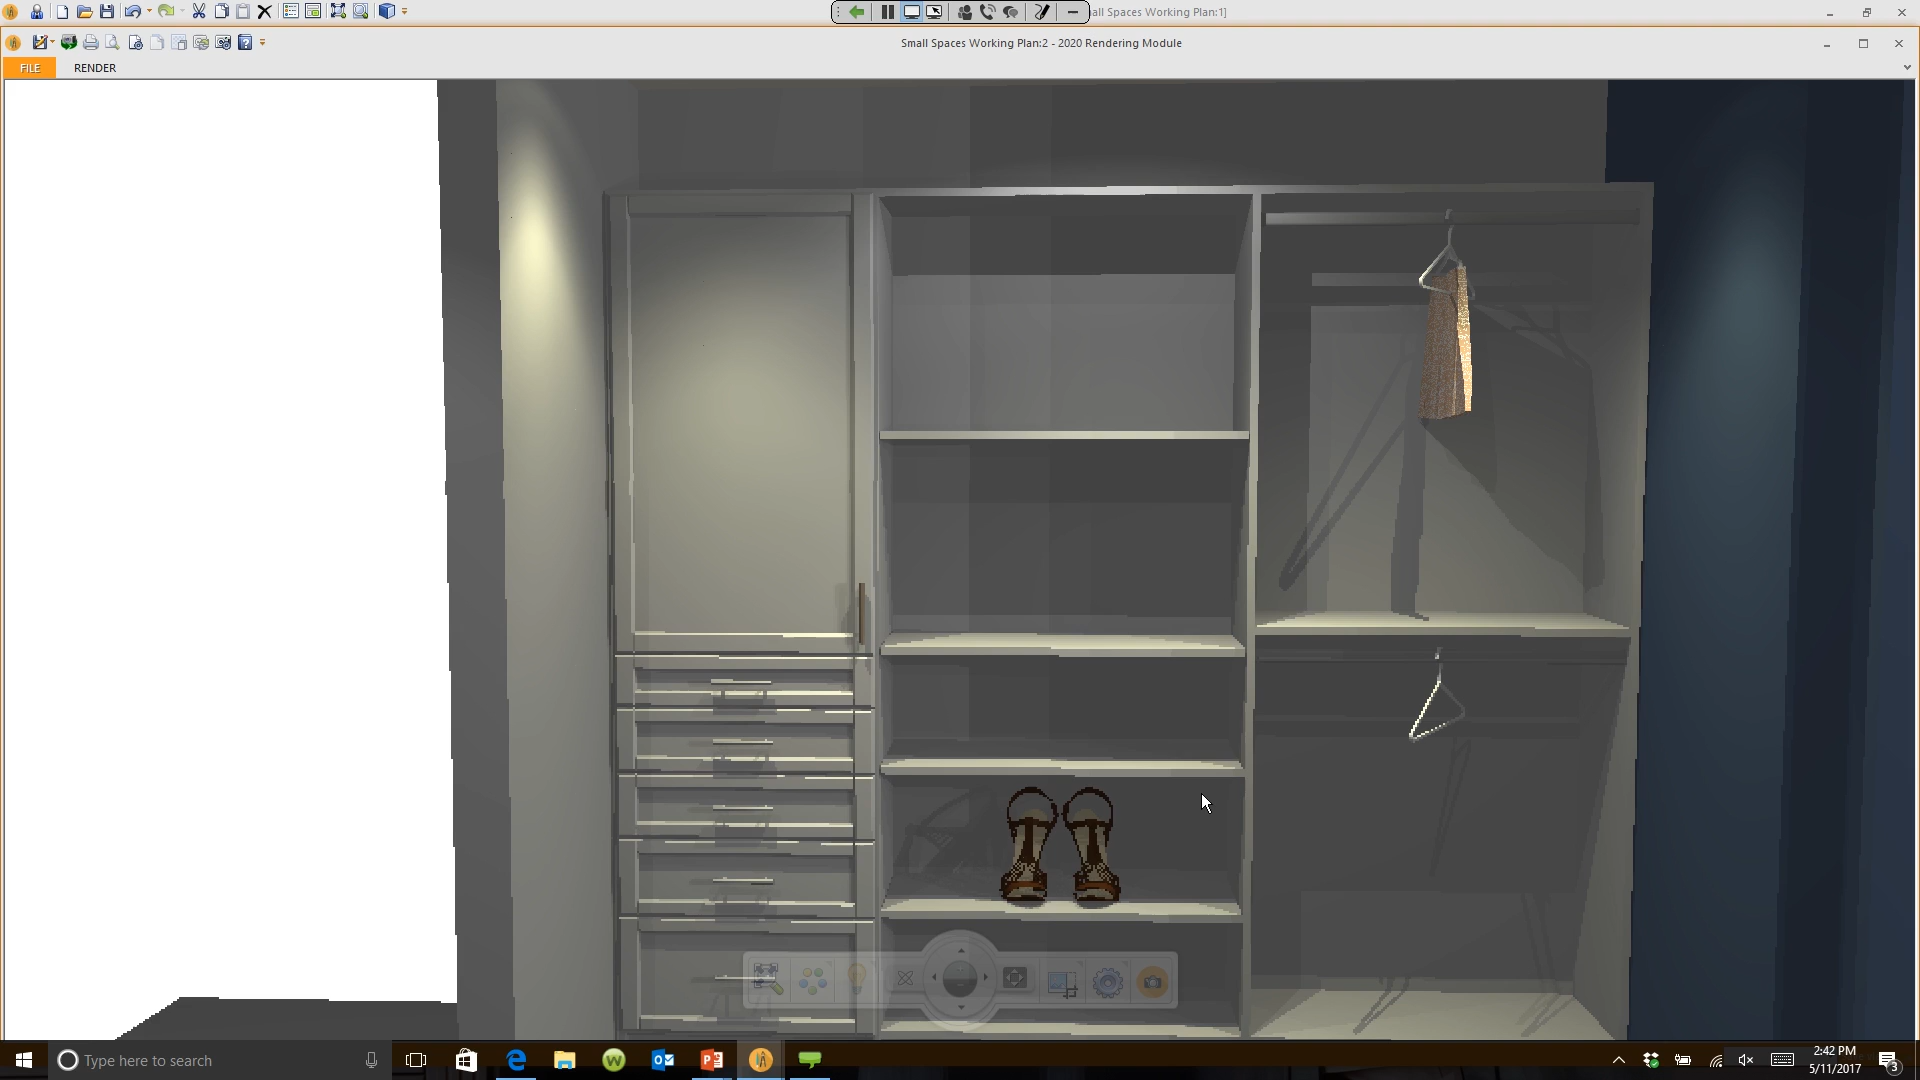 all Spaces Working Plan:1]
Small Spaces Working Plan:2 - 2020 Rendering Module
FILE
RENDER
Type here to search
2:42 PM
5/11/2017
3